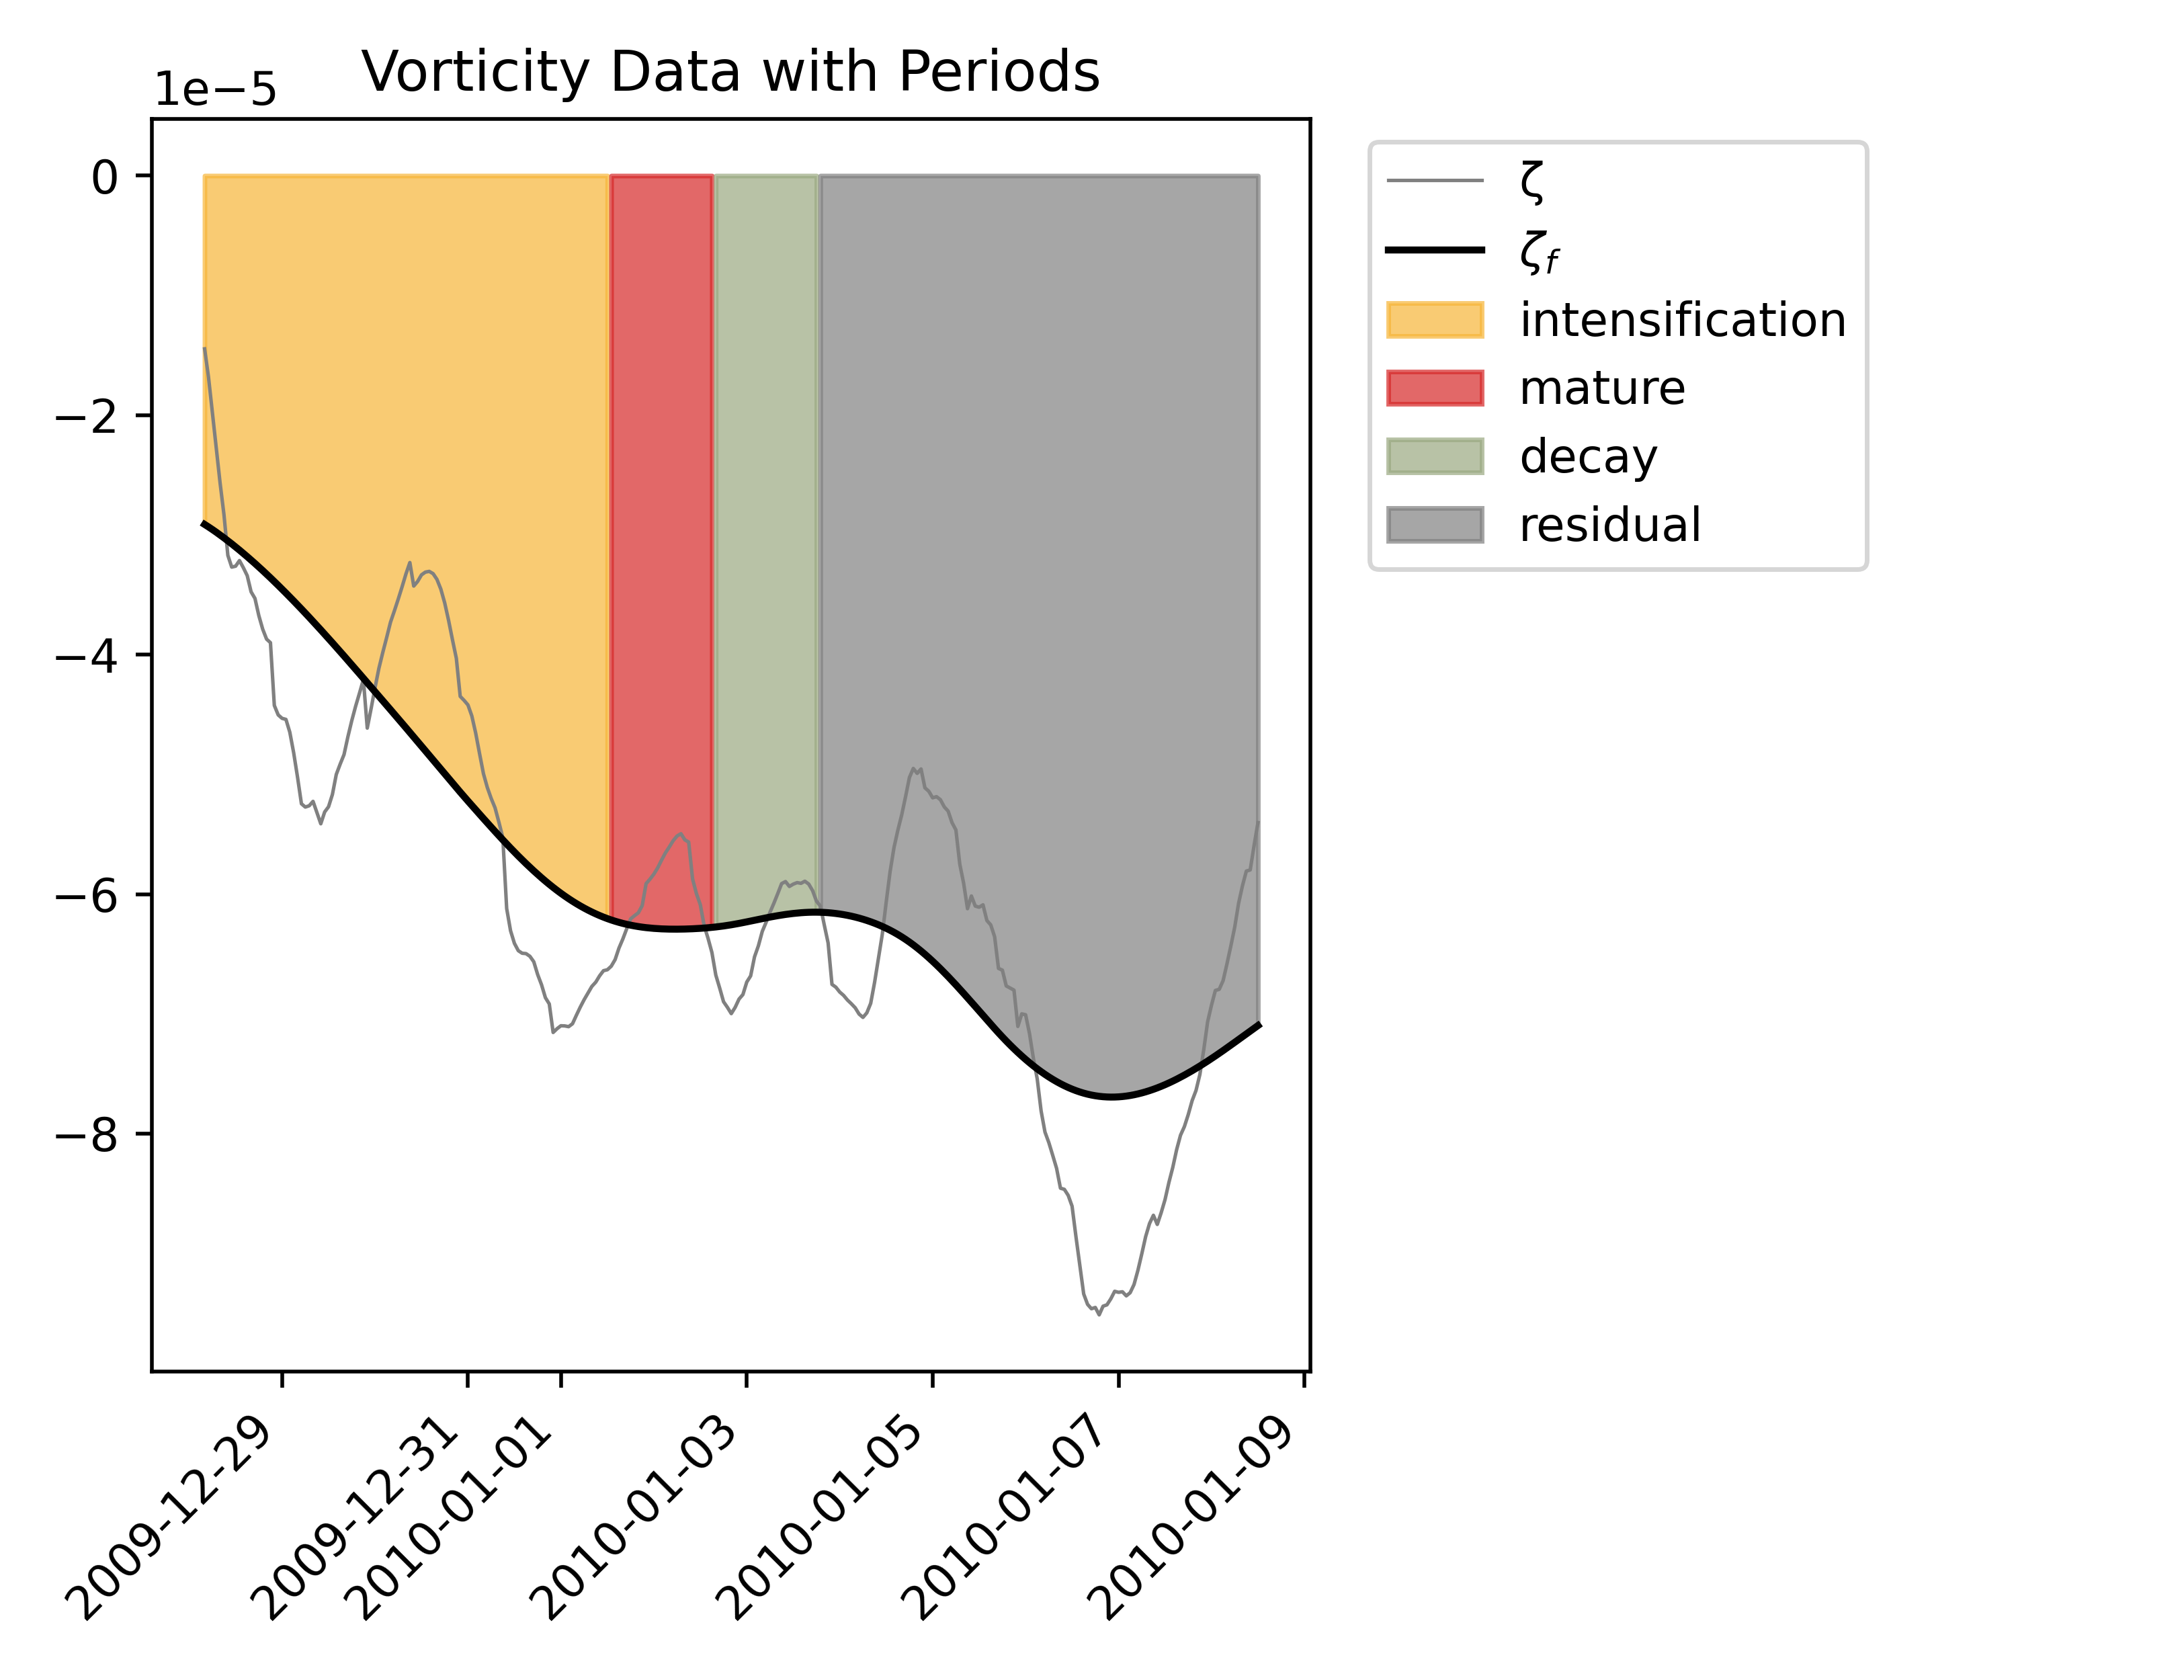 Vorticity Data with Periods
1e−5
0
−2
−4
−6
−8
2009-12-29
2009-12-31
2010-01-01
2010-01-03
2010-01-05
2010-01-07
2010-01-09
ζ
ζf
intensification
mature
decay
residual